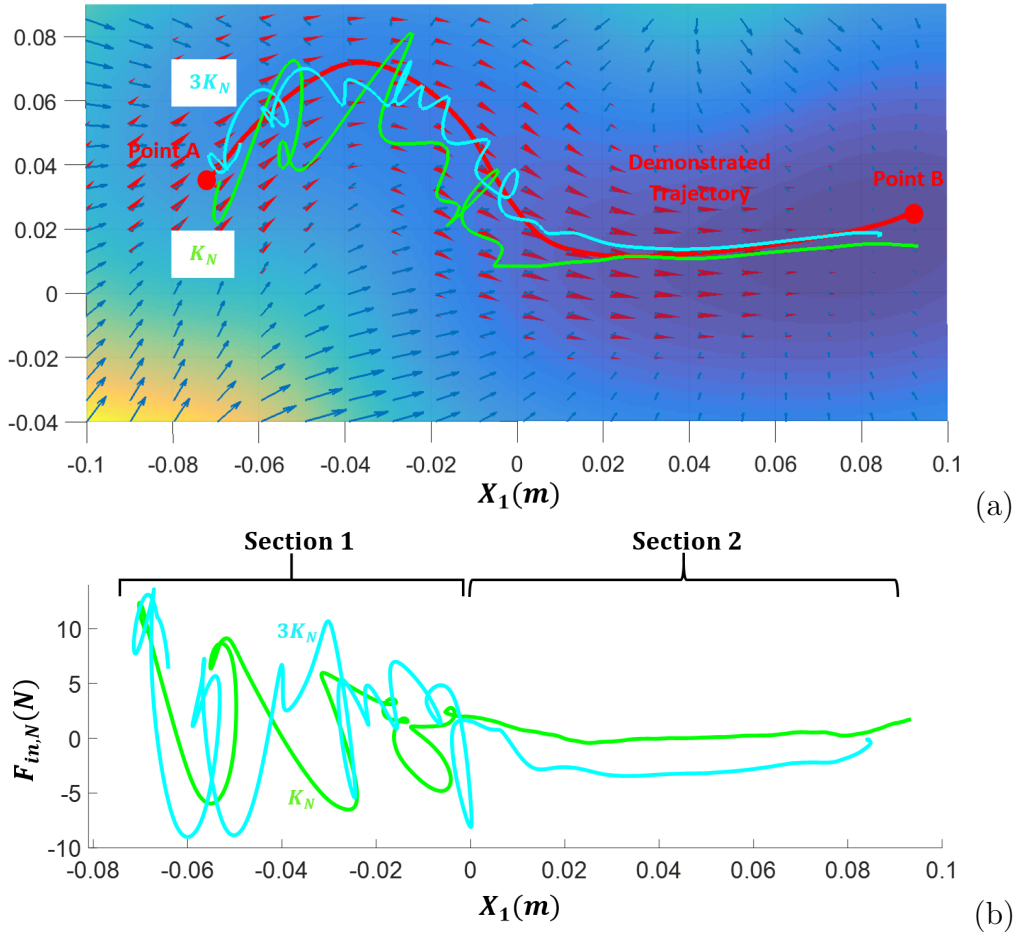 0.08
0.06
0.04
0.02
0
-0.02
-0.04
3K_N
Point A
K_N
Demonstrated
Trajectory
Point B
-0.1 -0.08 -0.06 -0.04 -0.02 0 0.02 0.04 0.06 0.08 0.1
X_1(m)
(a)
Section 1 Section 2
10
5
0
-5
-10
F_{in,N}(N)
3K_N
K_N
-0.08 -0.06 -0.04 -0.02 0 0.02 0.04 0.06 0.08 0.1
X_1(m)
(b)